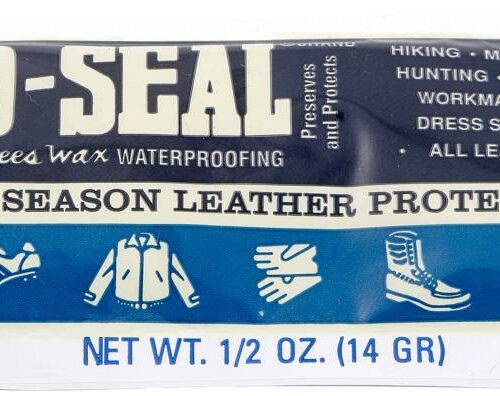 O-SEAL BRAND
Preserves
and Protects
HIKING • M
HUNTING •
WORKMA
DRESS S
• ALL LE
ees Wax WATERPROOFING
SEASON LEATHER PROTE
NET WT. 1/2 OZ. (14 GR)